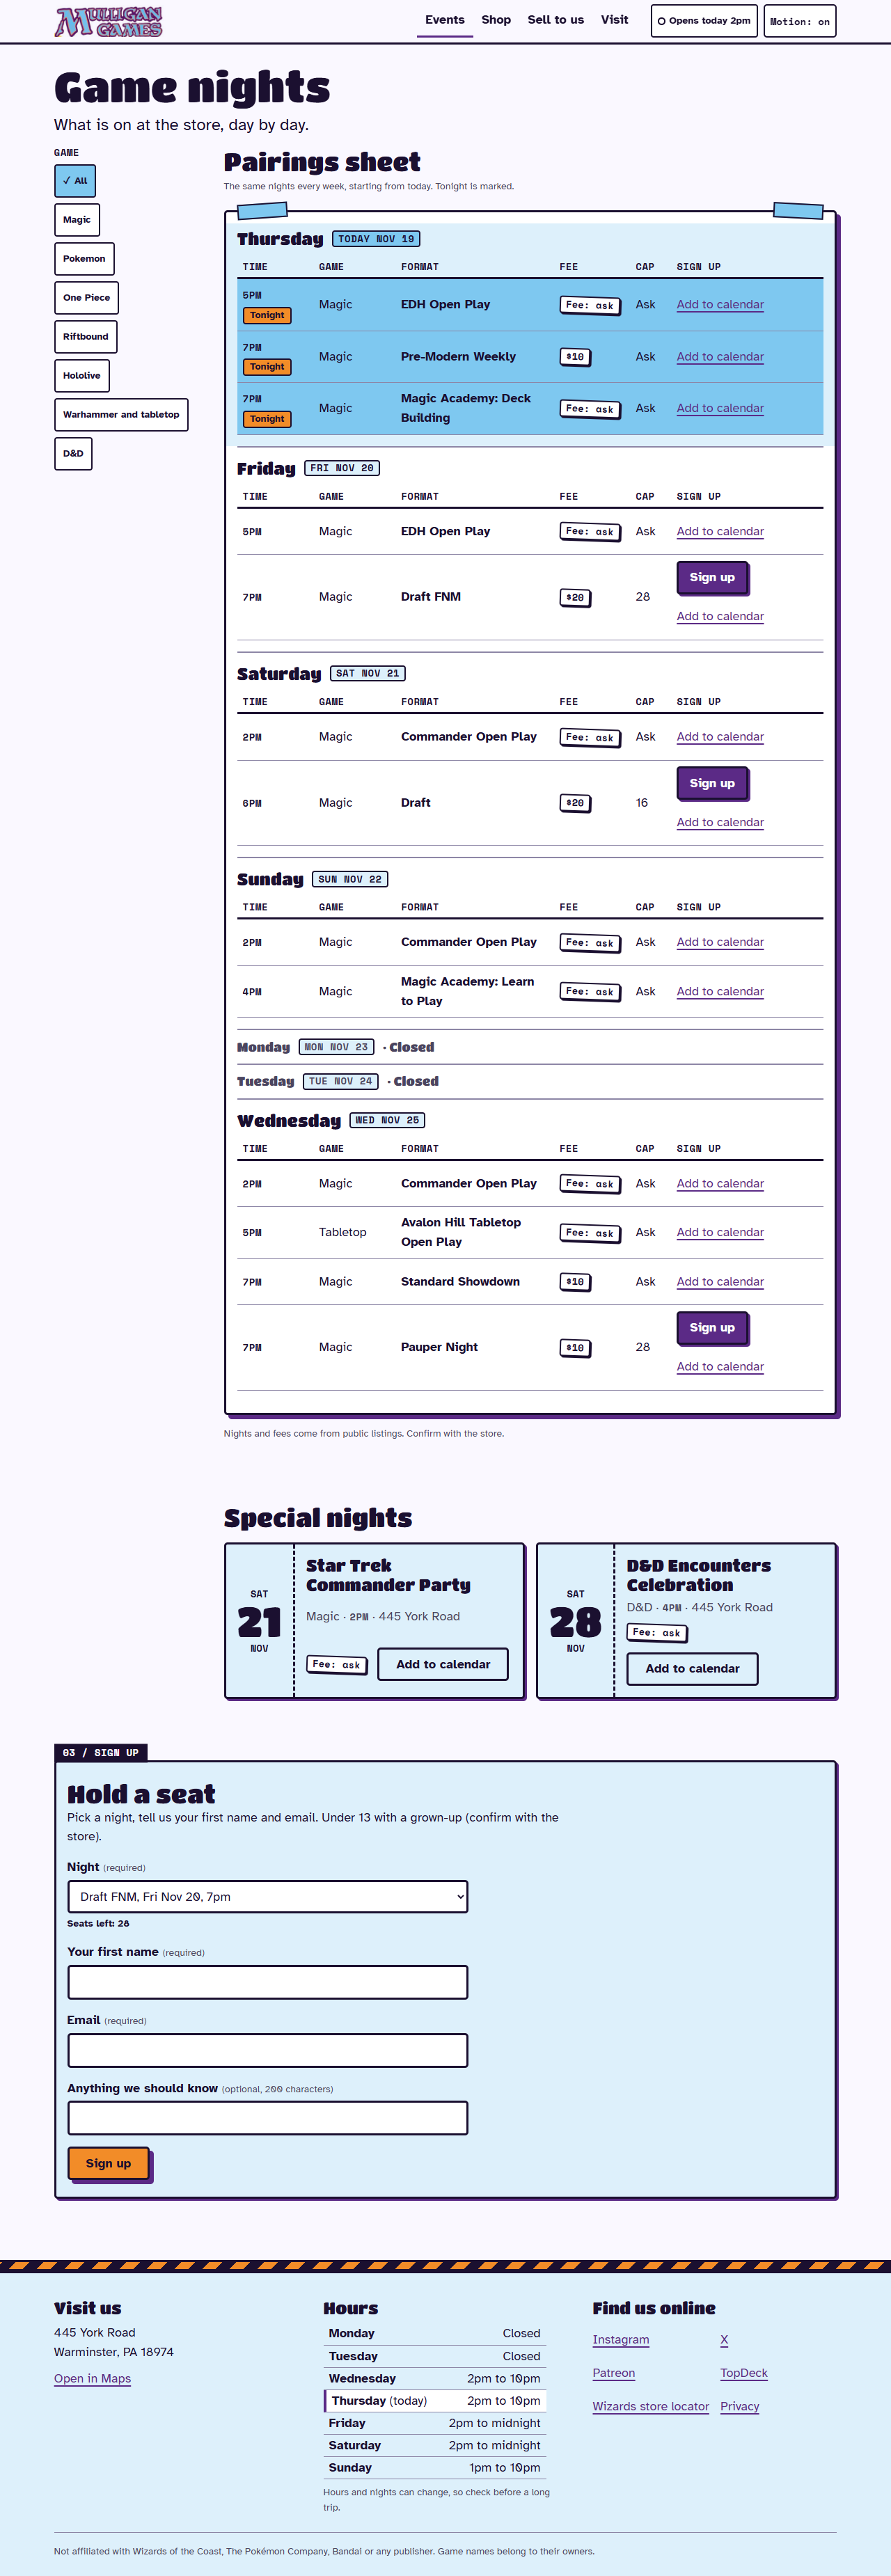 MULLIGAN GAMES
Events Shop Sell to us Visit Opens today 2pm Motion: on
Game nights
What is on at the store, day by day.
GAME
✓ All
Magic
Pokemon
One Piece
Riftbound
Hololive
Warhammer and tabletop
D&D
Pairings sheet
The same nights every week, starting from today. Tonight is marked.
Thursday TODAY NOV 19
TIME GAME FORMAT FEE CAP SIGN UP
5PM Tonight Magic EDH Open Play Fee: ask Ask Add to calendar
7PM Tonight Magic Pre-Modern Weekly $10 Ask Add to calendar
7PM Tonight Magic Magic Academy: Deck Building Fee: ask Ask Add to calendar
Friday FRI NOV 20
TIME GAME FORMAT FEE CAP SIGN UP
5PM Magic EDH Open Play Fee: ask Ask Add to calendar
7PM Magic Draft FNM $20 28 Sign up
Add to calendar
Saturday SAT NOV 21
TIME GAME FORMAT FEE CAP SIGN UP
2PM Magic Commander Open Play Fee: ask Ask Add to calendar
6PM Magic Draft $20 16 Sign up
Add to calendar
Sunday SUN NOV 22
TIME GAME FORMAT FEE CAP SIGN UP
2PM Magic Commander Open Play Fee: ask Ask Add to calendar
4PM Magic Magic Academy: Learn to Play Fee: ask Ask Add to calendar
Monday MON NOV 23 · Closed
Tuesday TUE NOV 24 · Closed
Wednesday WED NOV 25
TIME GAME FORMAT FEE CAP SIGN UP
2PM Magic Commander Open Play Fee: ask Ask Add to calendar
5PM Tabletop Avalon Hill Tabletop Open Play Fee: ask Ask Add to calendar
7PM Magic Standard Showdown $10 Ask Add to calendar
7PM Magic Pauper Night $10 28 Sign up
Add to calendar
Nights and fees come from public listings. Confirm with the store.
Special nights
SAT
21
NOV
Star Trek
Commander Party
Magic · 2PM · 445 York Road
Fee: ask Add to calendar
SAT
28
NOV
D&D Encounters
Celebration
D&D · 4PM · 445 York Road
Fee: ask
Add to calendar
03 / SIGN UP
Hold a seat
Pick a night, tell us your first name and email. Under 13 with a grown-up (confirm with the
store).
Night (required)
Draft FNM, Fri Nov 20, 7pm
Seats left: 28
Your first name (required)
Email (required)
Anything we should know (optional, 200 characters)
Sign up
Visit us
445 York Road
Warminster, PA 18974
Open in Maps
Hours
Monday Closed
Tuesday Closed
Wednesday 2pm to 10pm
Thursday (today) 2pm to 10pm
Friday 2pm to midnight
Saturday 2pm to midnight
Sunday 1pm to 10pm
Hours and nights can change, so check before a long
trip.
Find us online
Instagram X
Patreon TopDeck
Wizards store locator Privacy
Not affiliated with Wizards of the Coast, The Pokémon Company, Bandai or any publisher. Game names belong to their owners.